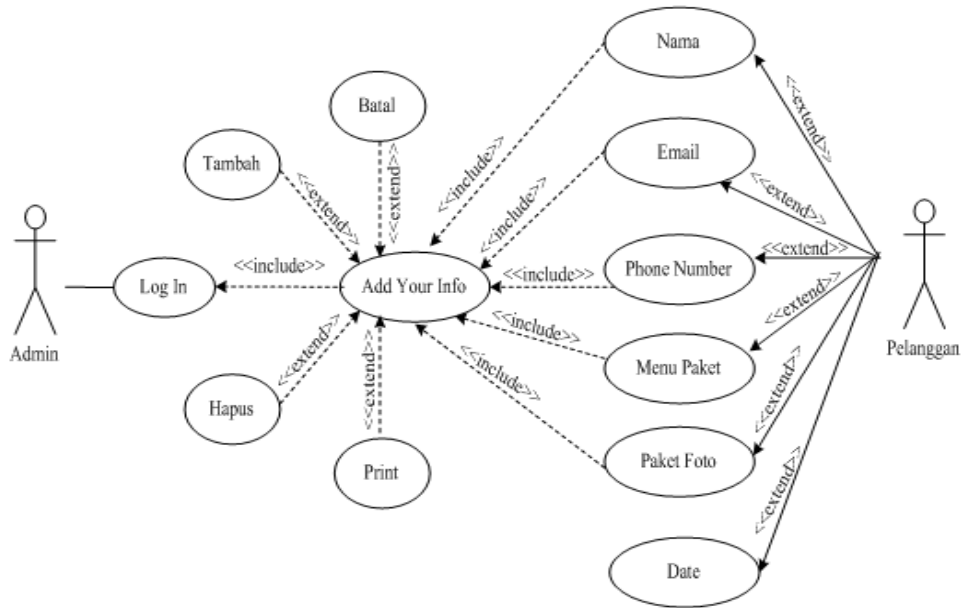 Nama
<<extend>>
Batal
<<extend>>
Tambah
<<extend>>
<<include>>
Email
<<extend>>
<<include>>
Admin
Log In
<<include>>
Add Your Info
<<include>>
Phone Number
<<extend>>
Pelanggan
<<extend>>
<<include>>
Menu Paket
<<extend>>
Hapus
<<extend>>
Print
<<include>>
Paket Foto
<<extend>>
<<extend>>
Date